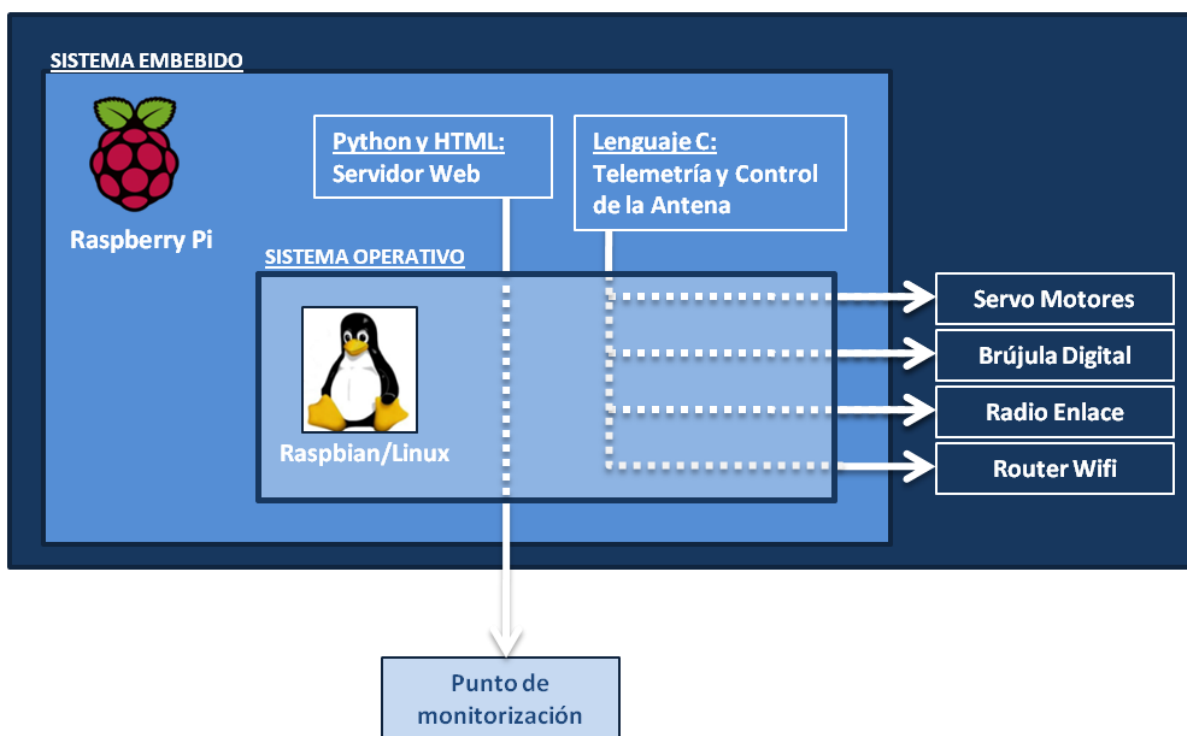 SISTEMA EMBEBIDO
Raspberry Pi
Python y HTML:
Servidor Web
Lenguaje C:
Telemetría y Control
de la Antena
SISTEMA OPERATIVO
Raspbian/Linux
Servo Motores
Brújula Digital
Radio Enlace
Router Wifi
Punto de
monitorización